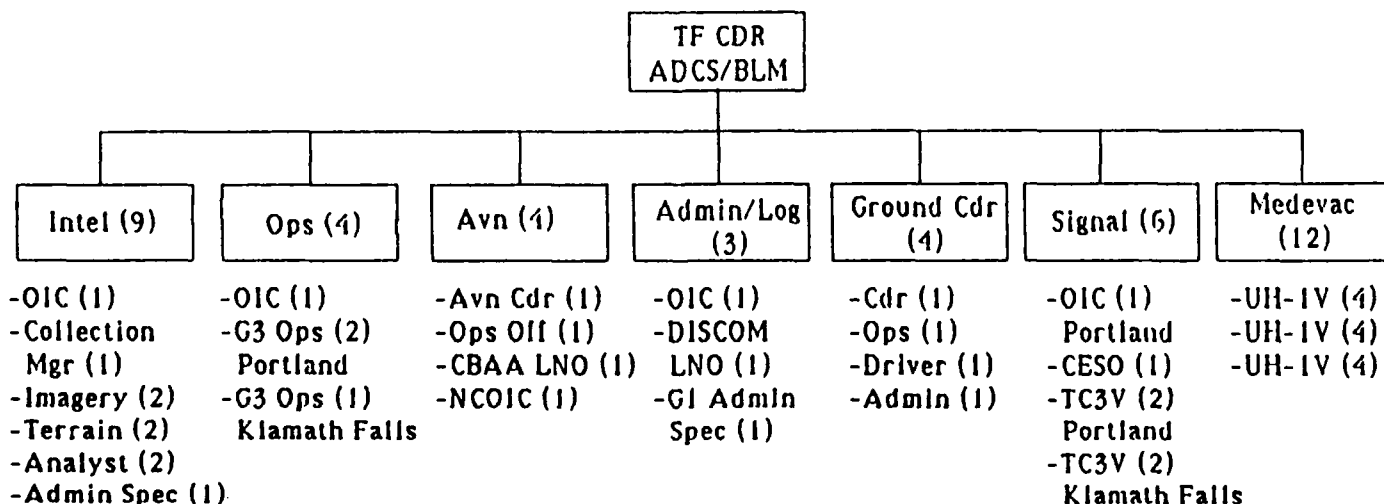 TF CDR
ADCS/BLM
Intel (9)
-OIC (1)
-Collection
Mgr (1)
-Imagery (2)
-Terrain (2)
-Analyst (2)
-Admin Spec (1)
Ops (4)
-OIC (1)
-G3 Ops (2)
Portland
-G3 Ops (1)
Klamath Falls
Avn (4)
-Avn Cdr (1)
-Ops Off (1)
-CBAA LNO (1)
-NCOIC (1)
Admin/Log
(3)
-OIC (1)
-DISCOM
LNO (1)
-G1 Admin
Spec (1)
Ground Cdr
(4)
-Cdr (1)
-Ops (1)
-Driver (1)
-Admin (1)
Signal (6)
-OIC (1)
Portland
-CESO (1)
-TC3V (2)
Portland
-TC3V (2)
Klamath Falls
Medevac
(12)
-UH-1V (4)
-UH-1V (4)
-UH-1V (4)